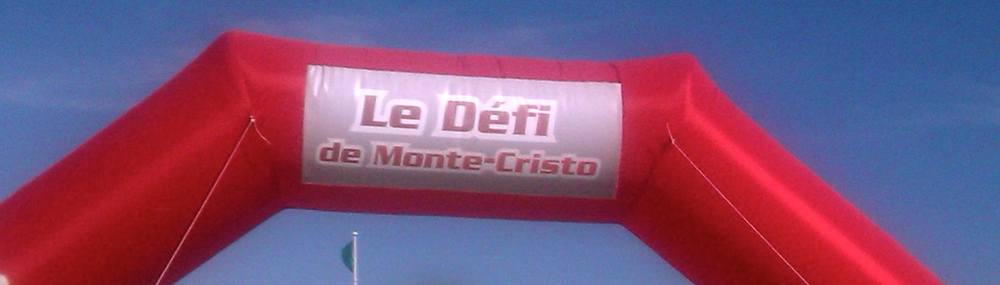 Le Défi
de Monte-Cristo